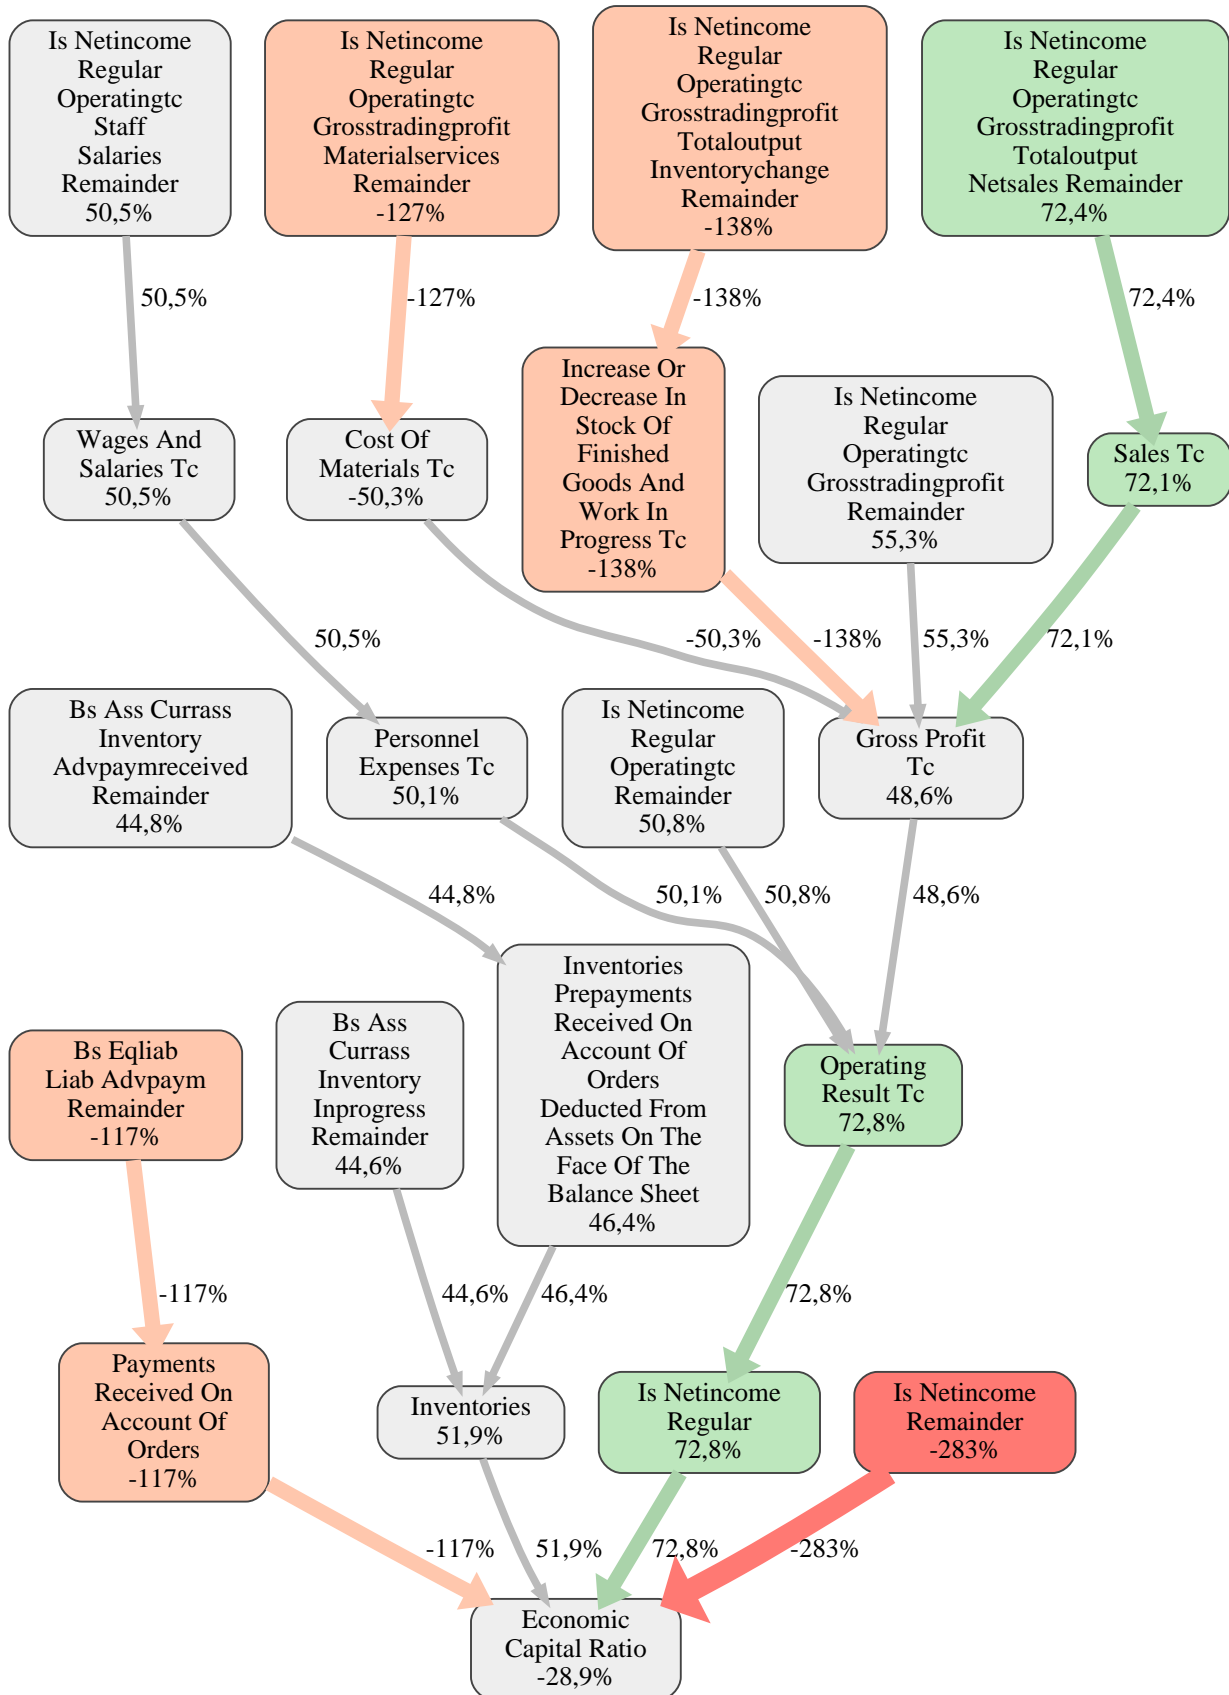 Is Netincome
Regular
Operatingtc
Staff
Salaries
Remainder
50,5%
Is Netincome
Regular
Operatingtc
Grosstradingprofit
Materialservices
Remainder
-127%
Is Netincome
Regular
Operatingtc
Grosstradingprofit
Totaloutput
Inventorychange
Remainder
-138%
Is Netincome
Regular
Operatingtc
Grosstradingprofit
Totaloutput
Netsales Remainder
72,4%
50,5%
-127%
-138%
72,4%
Wages And
Salaries Tc
50,5%
Cost Of
Materials Tc
-50,3%
Increase Or
Decrease In
Stock Of
Finished
Goods And
Work In
Progress Tc
-138%
Is Netincome
Regular
Operatingtc
Grosstradingprofit
Remainder
55,3%
Sales Tc
72,1%
50,5%
-50,3%
-138%
55,3%
72,1%
Bs Ass Currass
Inventory
Advpaymreceived
Remainder
44,8%
Personnel
Expenses Tc
50,1%
Is Netincome
Regular
Operatingtc
Remainder
50,8%
Gross Profit
Tc
48,6%
44,8%
50,1%
50,8%
48,6%
Bs Eqliab
Liab Advpaym
Remainder
-117%
Bs Ass
Currass
Inventory
Inprogress
Remainder
44,6%
Inventories
Prepayments
Received On
Account Of
Orders
Deducted From
Assets On The
Face Of The
Balance Sheet
46,4%
Operating
Result Tc
72,8%
-117%
44,6%
46,4%
72,8%
Payments
Received On
Account Of
Orders
-117%
Inventories
51,9%
Is Netincome
Regular
72,8%
Is Netincome
Remainder
-283%
-117%
51,9%
72,8%
-283%
Economic
Capital Ratio
-28,9%